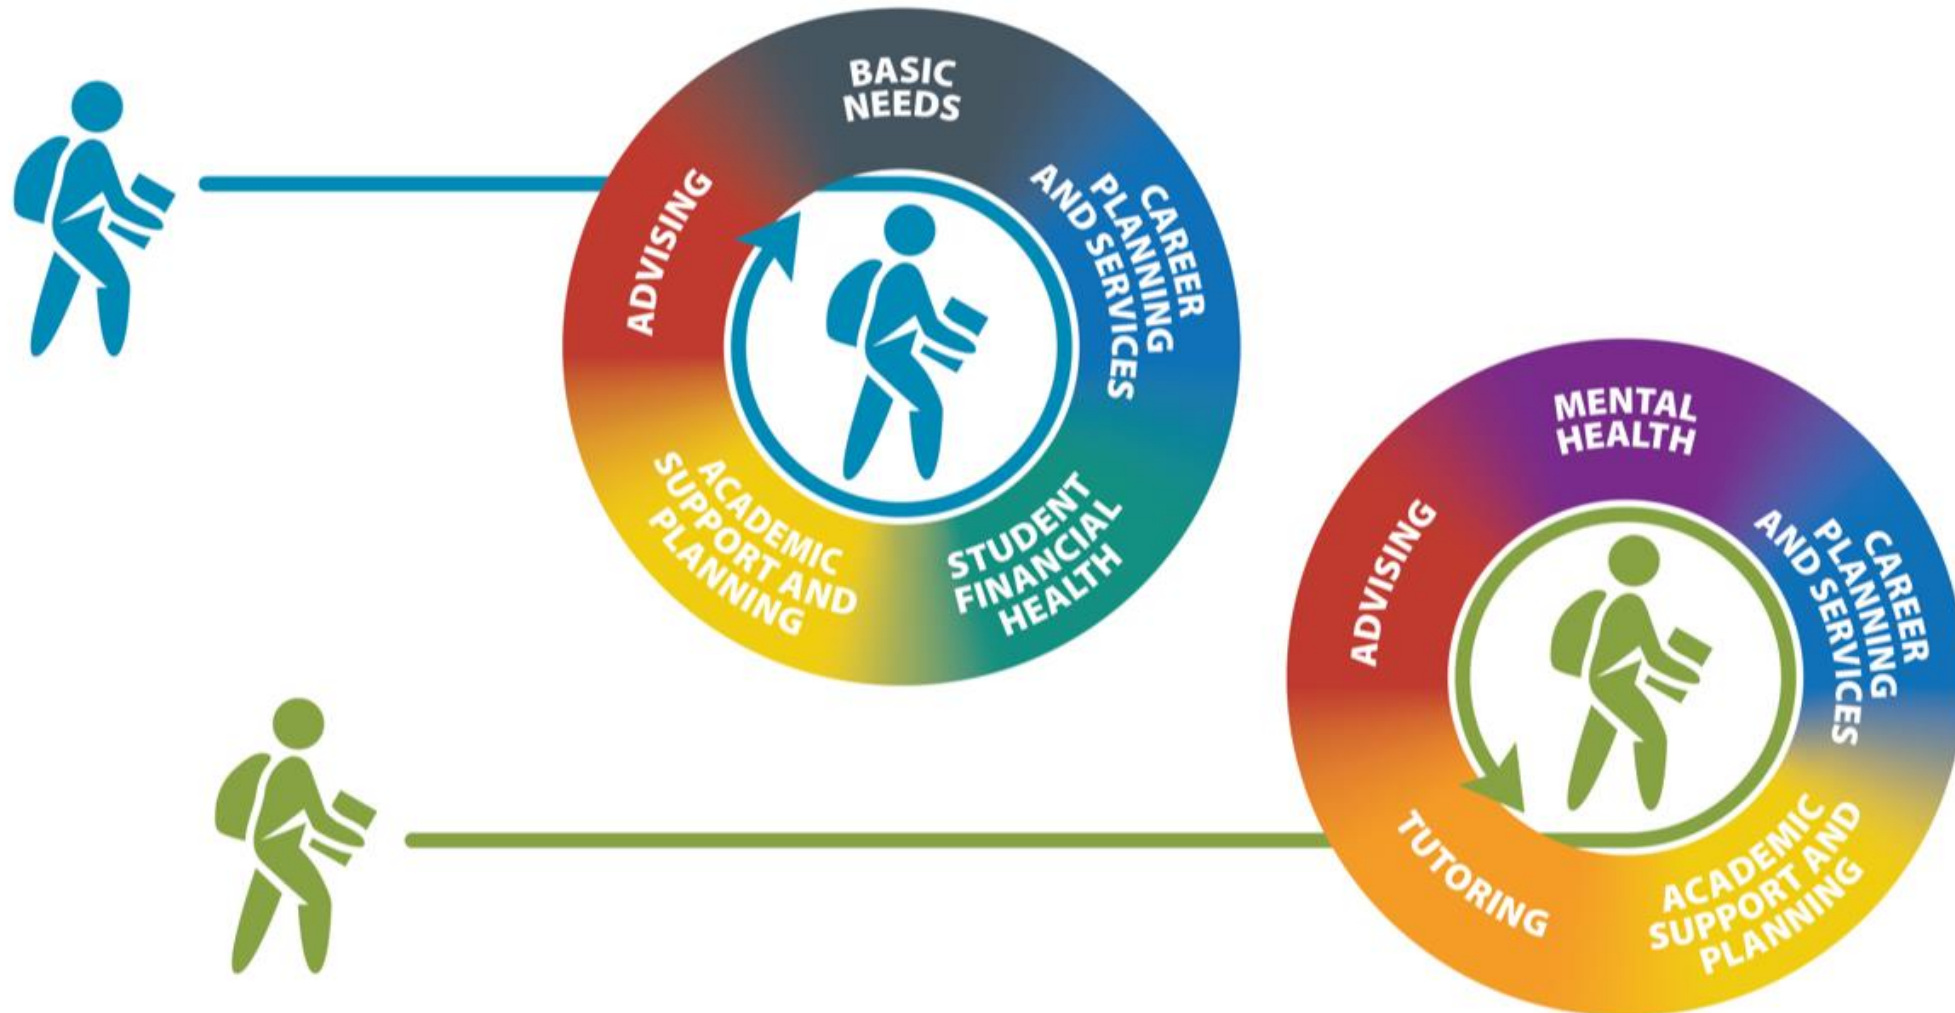 BASIC
NEEDS
CAREER
PLANNING
AND SERVICES
STUDENT
FINANCIAL
HEALTH
ACADEMIC
SUPPORT AND
PLANNING
ADVISING
MENTAL
HEALTH
CAREER
PLANNING
AND SERVICES
ACADEMIC
SUPPORT AND
PLANNING
TUTORING
ADVISING